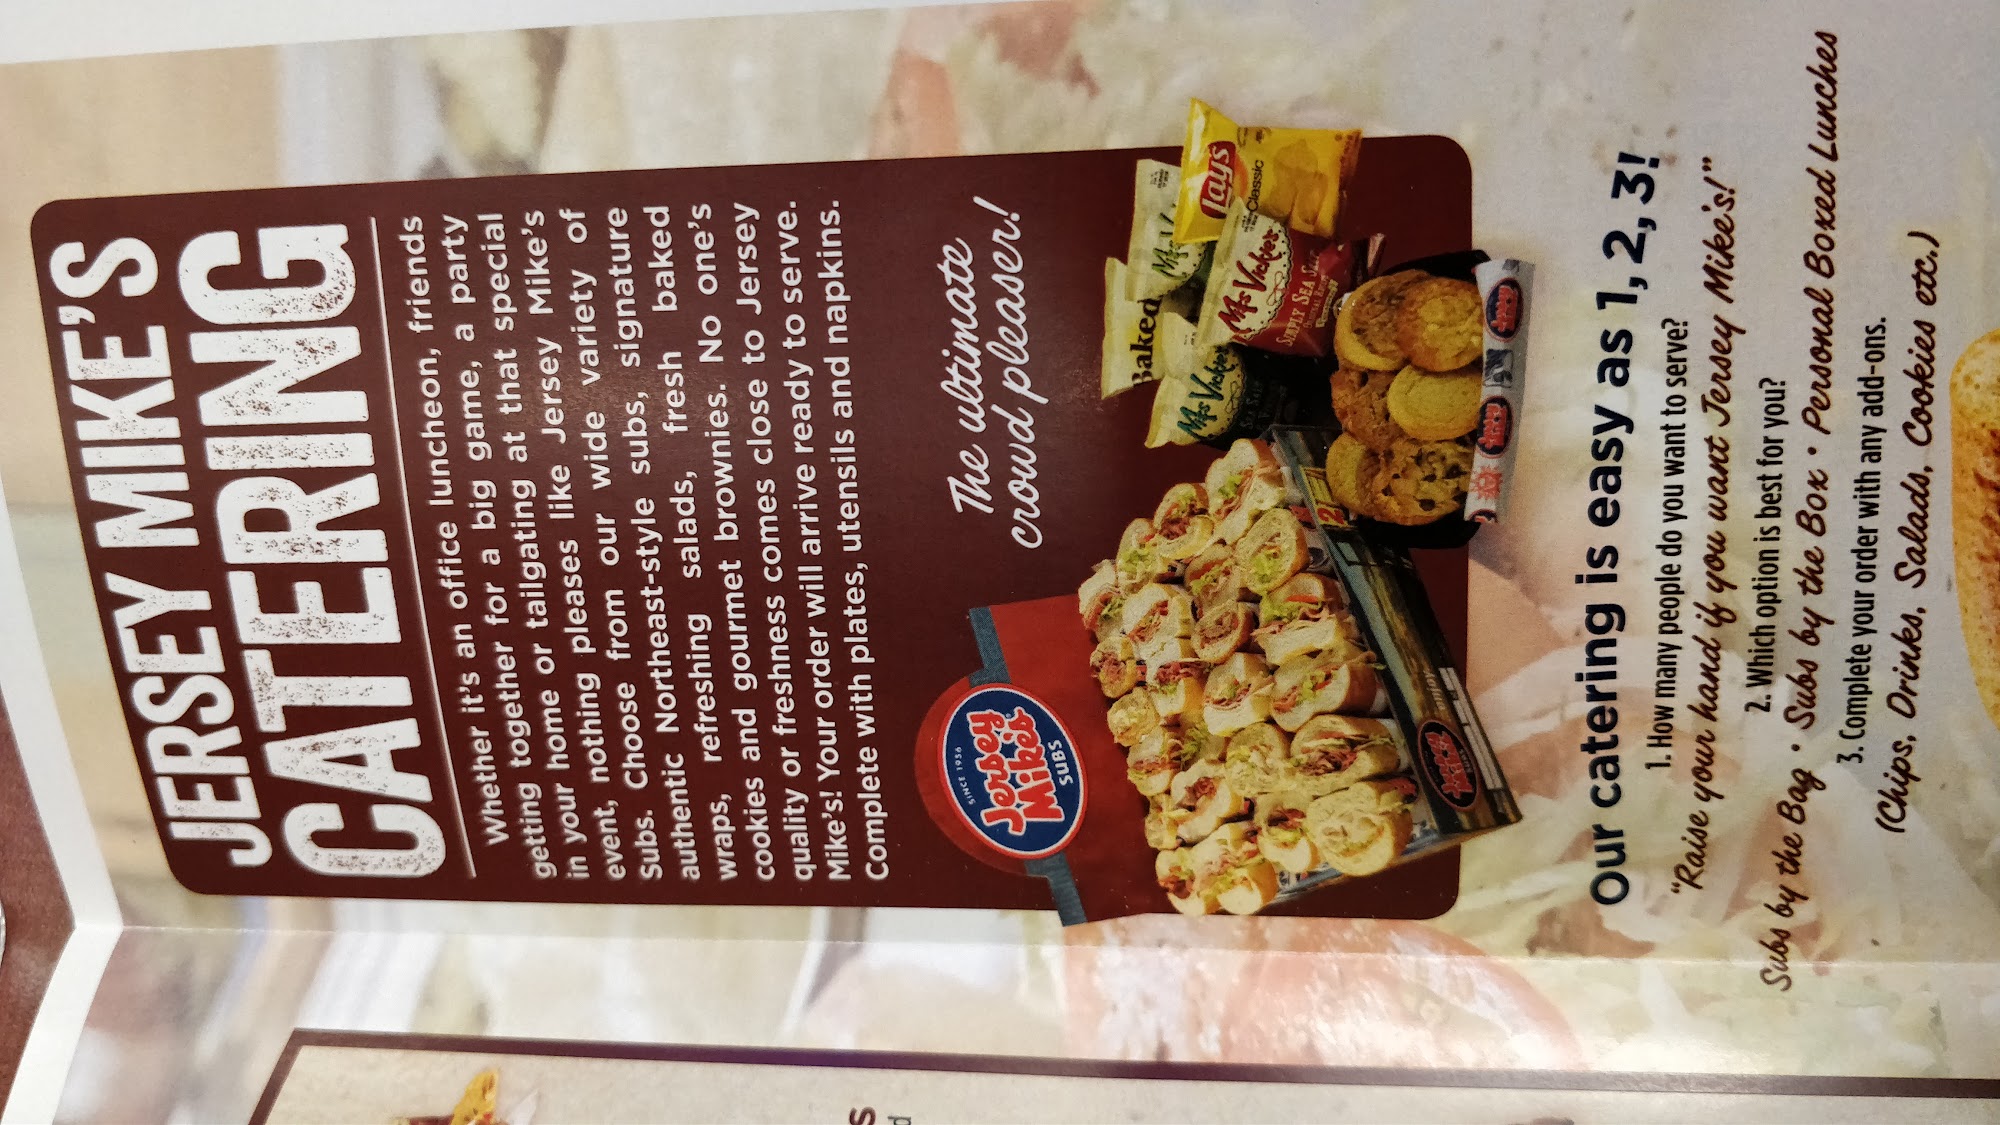 JERSEY MIKE'S
CATERING
Whether it's an office luncheon, friends
getting together for a big game, a party
in your home or tailgating at that special
event, nothing pleases like Jersey Mike's
Subs. Choose from our wide variety of
authentic Northeast-style subs, signature
wraps, refreshing salads, fresh baked
cookies and gourmet brownies. No one's
quality or freshness comes close to Jersey
Mike's! Your order will arrive ready to serve.
Complete with plates, utensils and napkins.
The ultimate
crowd pleaser!
SINCE 1956
Jersey
Mike's
SUBS
Baked
Ms Vickie's
Ms Vickie's
SIMPLY SEA SALT
Lay's
Classic
Our catering is easy as 1, 2, 3!
1. How many people do you want to serve?
"Raise your hand if you want Jersey Mike's!"
2. Which option is best for you?
Subs by the Bag • Subs by the Box • Personal Boxed Lunches
3. Complete your order with any add-ons.
(Chips, Drinks, Salads, Cookies etc.)